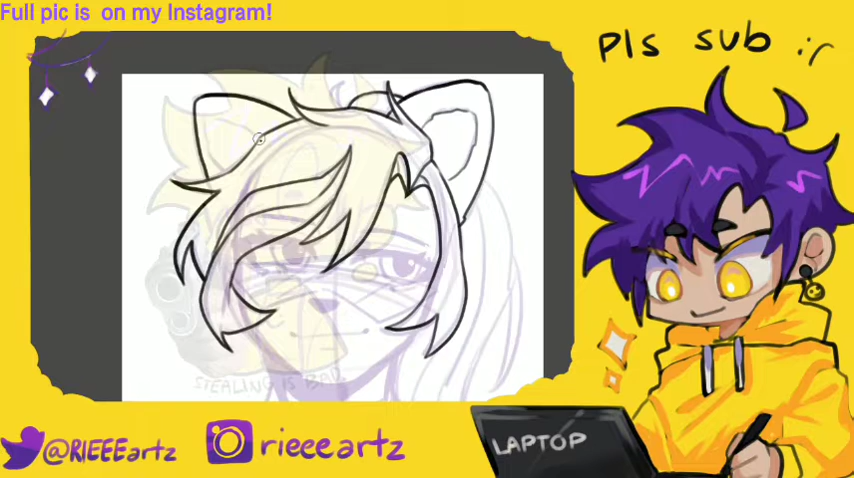 Full pic is  on my Instagram!
pls sub :(
STEALING IS BAD.
@RIEEEartz
rieeeartz
LAPTOP